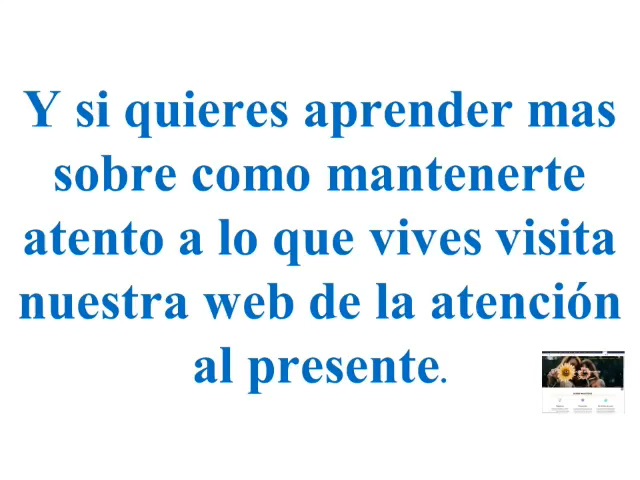 Y si quieres aprender mas
sobre como mantenerte
atento a lo que vives visita
nuestra web de la atención
al presente.